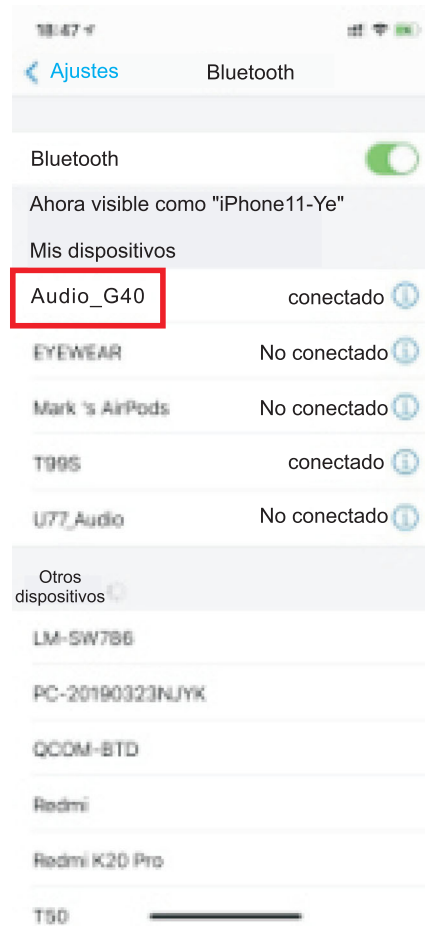 18:47
Ajustes Bluetooth
Bluetooth
Ahora visible como "iPhone11-Ye"
Mis dispositivos
Audio_G40 conectado
EYEWEAR No conectado
Mark 's AirPods No conectado
T99S conectado
U77_Audio No conectado
Otros
dispositivos
LM-SW786
PC-20190323NJYK
QCOM-BTD
Redmi
Redmi K20 Pro
T50